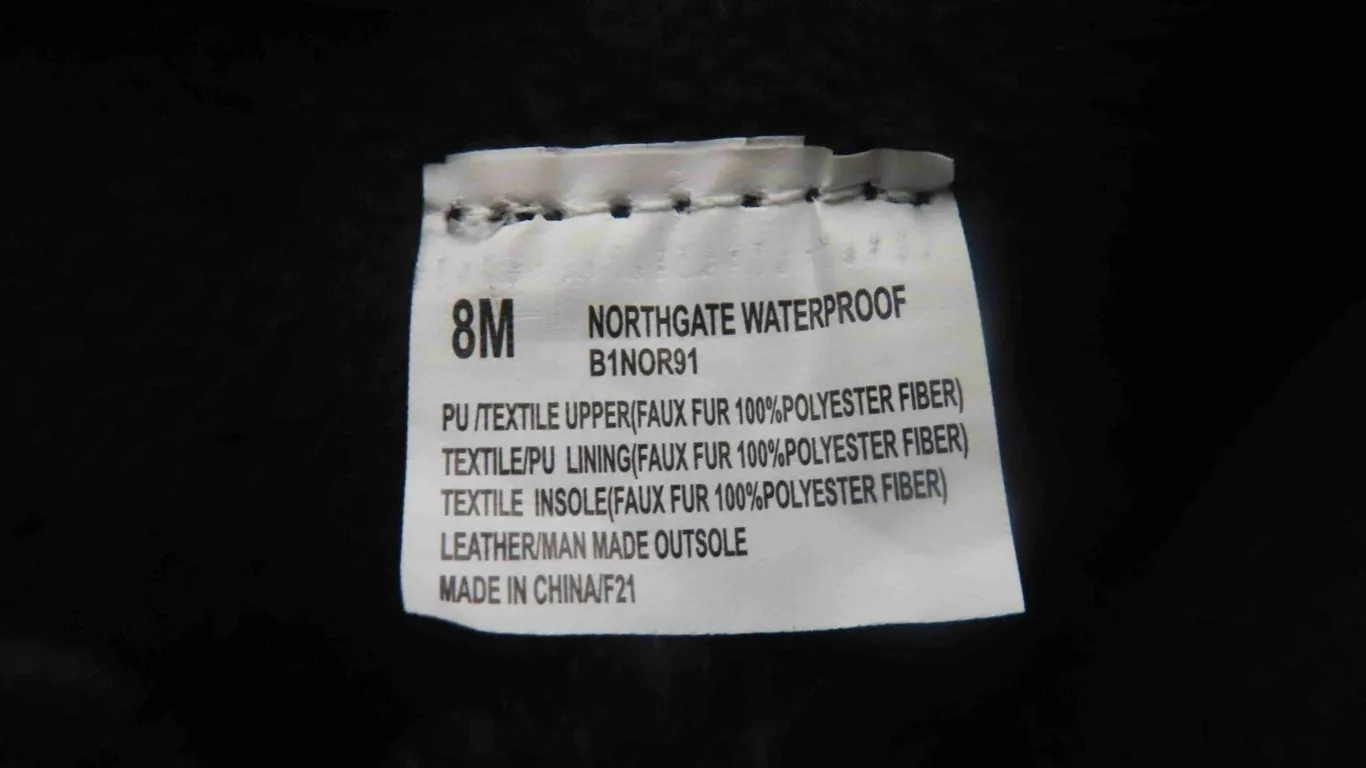 8M NORTHGATE WATERPROOF
B1NOR91
PU /TEXTILE UPPER(FAUX FUR 100%POLYESTER FIBER)
TEXTILE/PU LINING(FAUX FUR 100%POLYESTER FIBER)
TEXTILE INSOLE(FAUX FUR 100%POLYESTER FIBER)
LEATHER/MAN MADE OUTSOLE
MADE IN CHINA/F21